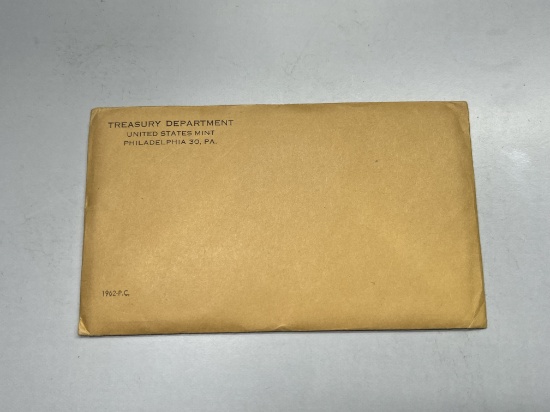 TREASURY DEPARTMENT
UNITED STATES MINT
PHILADELPHIA 30, PA.
1962-P.C.